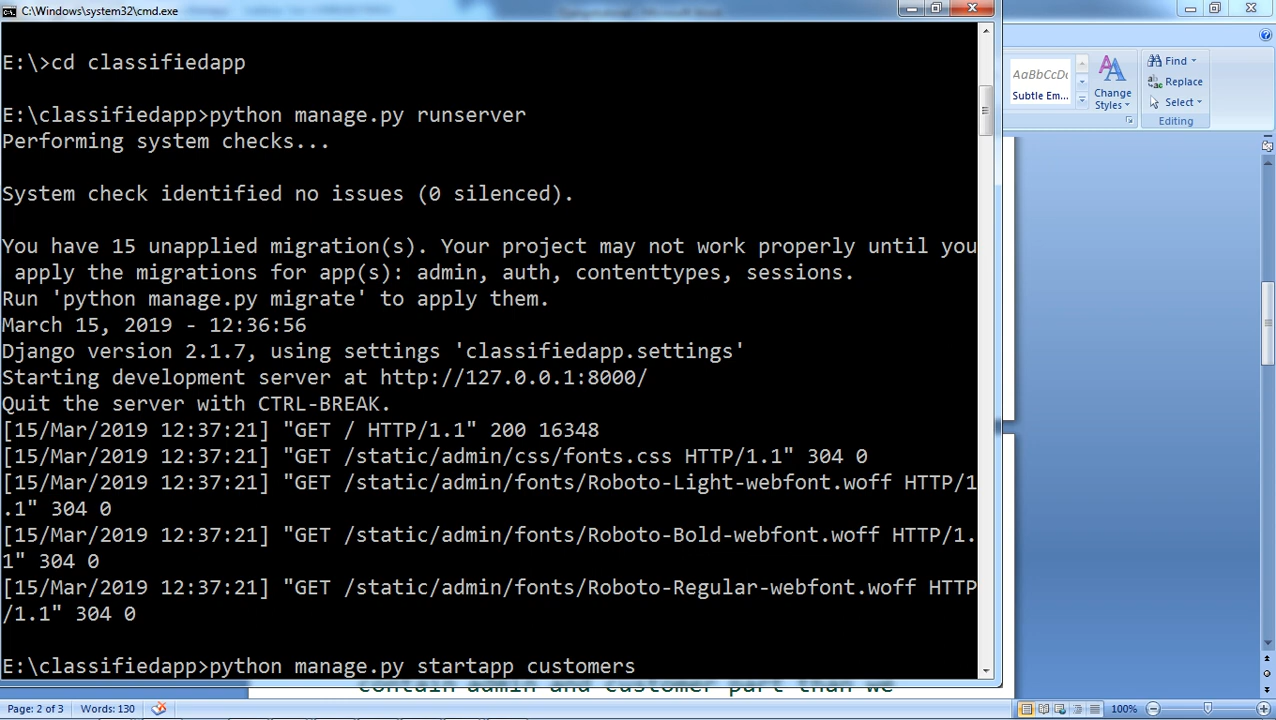 C:\Windows\system32\cmd.exe
E:\>cd classifiedapp
E:\classifiedapp>python manage.py runserver
Performing system checks...
System check identified no issues (0 silenced).
You have 15 unapplied migration(s). Your project may not work properly until you
 apply the migrations for app(s): admin, auth, contenttypes, sessions.
Run 'python manage.py migrate' to apply them.
March 15, 2019 - 12:36:56
Django version 2.1.7, using settings 'classifiedapp.settings'
Starting development server at http://127.0.0.1:8000/
Quit the server with CTRL-BREAK.
[15/Mar/2019 12:37:21] "GET / HTTP/1.1" 200 16348
[15/Mar/2019 12:37:21] "GET /static/admin/css/fonts.css HTTP/1.1" 304 0
[15/Mar/2019 12:37:21] "GET /static/admin/fonts/Roboto-Light-webfont.woff HTTP/1
.1" 304 0
[15/Mar/2019 12:37:21] "GET /static/admin/fonts/Roboto-Bold-webfont.woff HTTP/1.
1" 304 0
[15/Mar/2019 12:37:21] "GET /static/admin/fonts/Roboto-Regular-webfont.woff HTTP
/1.1" 304 0
E:\classifiedapp>python manage.py startapp customers
AaBbCcDc
Subtle Em...
Change
Styles
Find
Replace
Select
Editing
contain admin and customer part than we
Page: 2 of 3
Words: 130
100%